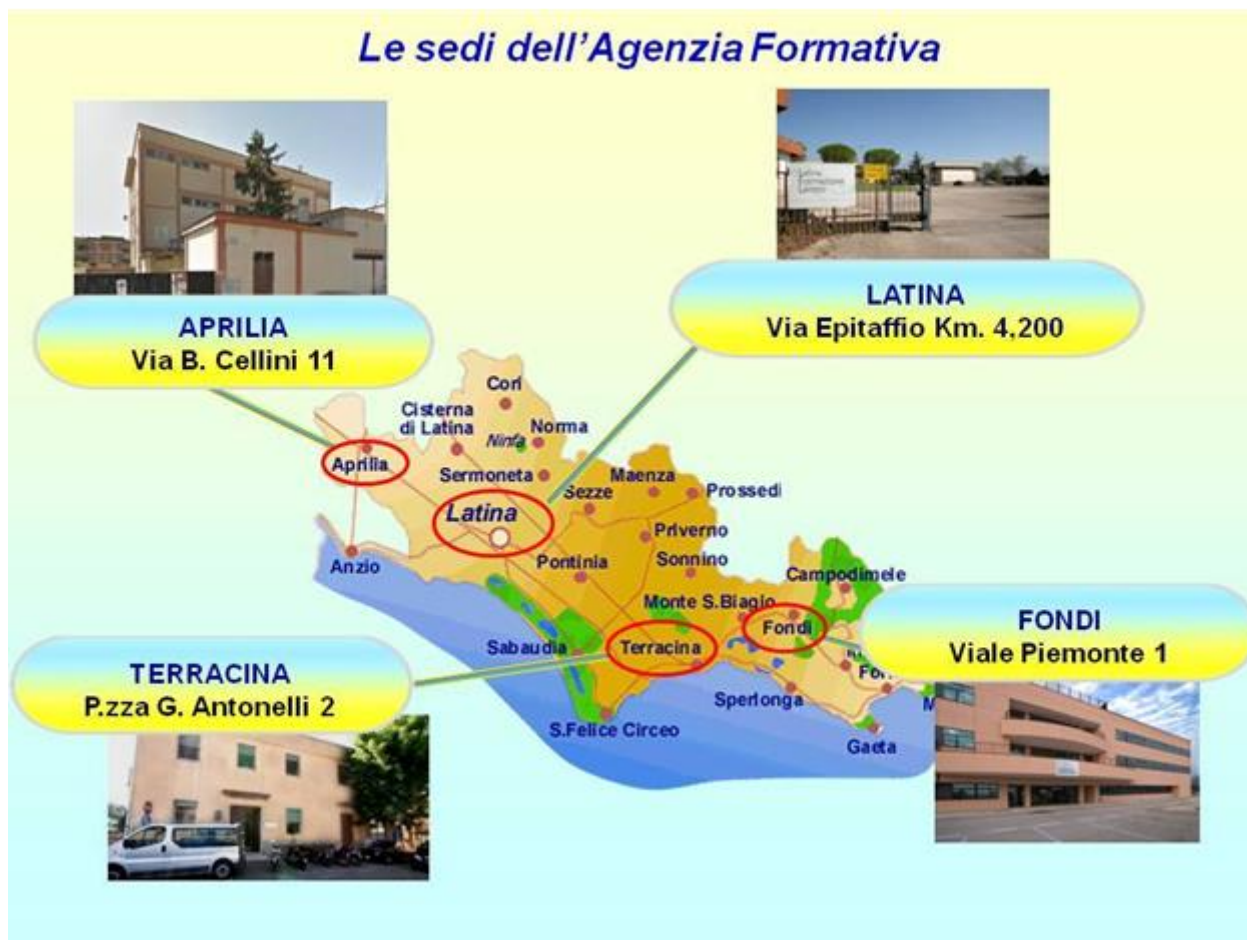 Le sedi dell'Agenzia Formativa
APRILIA
Via B. Cellini 11
LATINA
Via Epitaffio Km. 4,200
Cori
Cisterna
di Latina
Ninfa
Norma
Aprilia
Sermoneta
Maenza
Sezze
Prossedi
Latina
Priverno
Anzio
Pontinia
Sonnino
Campodimele
Monte S.Biagio
Fondi
Sabaudia
Terracina
FONDI
Viale Piemonte 1
TERRACINA
P.zza G. Antonelli 2
Sperlonga
S.Felice Circeo
Gaeta